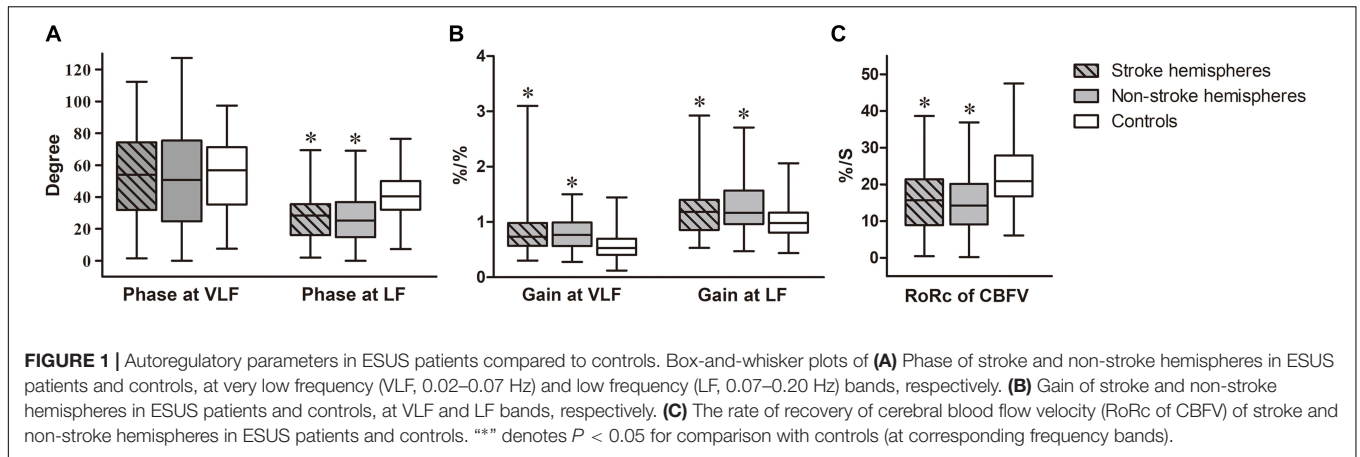 A
B
C
Degree
120
100
80
60
40
20
0
* *
Phase at VLF
Phase at LF
%/%
4
3
2
1
0
* *
* *
Gain at VLF
Gain at LF
%/S
50
40
30
20
10
0
* *
RoRc of CBFV
Stroke hemispheres
Non-stroke hemispheres
Controls
FIGURE 1 | Autoregulatory parameters in ESUS patients compared to controls. Box-and-whisker plots of (A) Phase of stroke and non-stroke hemispheres in ESUS
patients and controls, at very low frequency (VLF, 0.02–0.07 Hz) and low frequency (LF, 0.07–0.20 Hz) bands, respectively. (B) Gain of stroke and non-stroke
hemispheres in ESUS patients and controls, at VLF and LF bands, respectively. (C) The rate of recovery of cerebral blood flow velocity (RoRc of CBFV) of stroke and
non-stroke hemispheres in ESUS patients and controls. “*” denotes P < 0.05 for comparison with controls (at corresponding frequency bands).